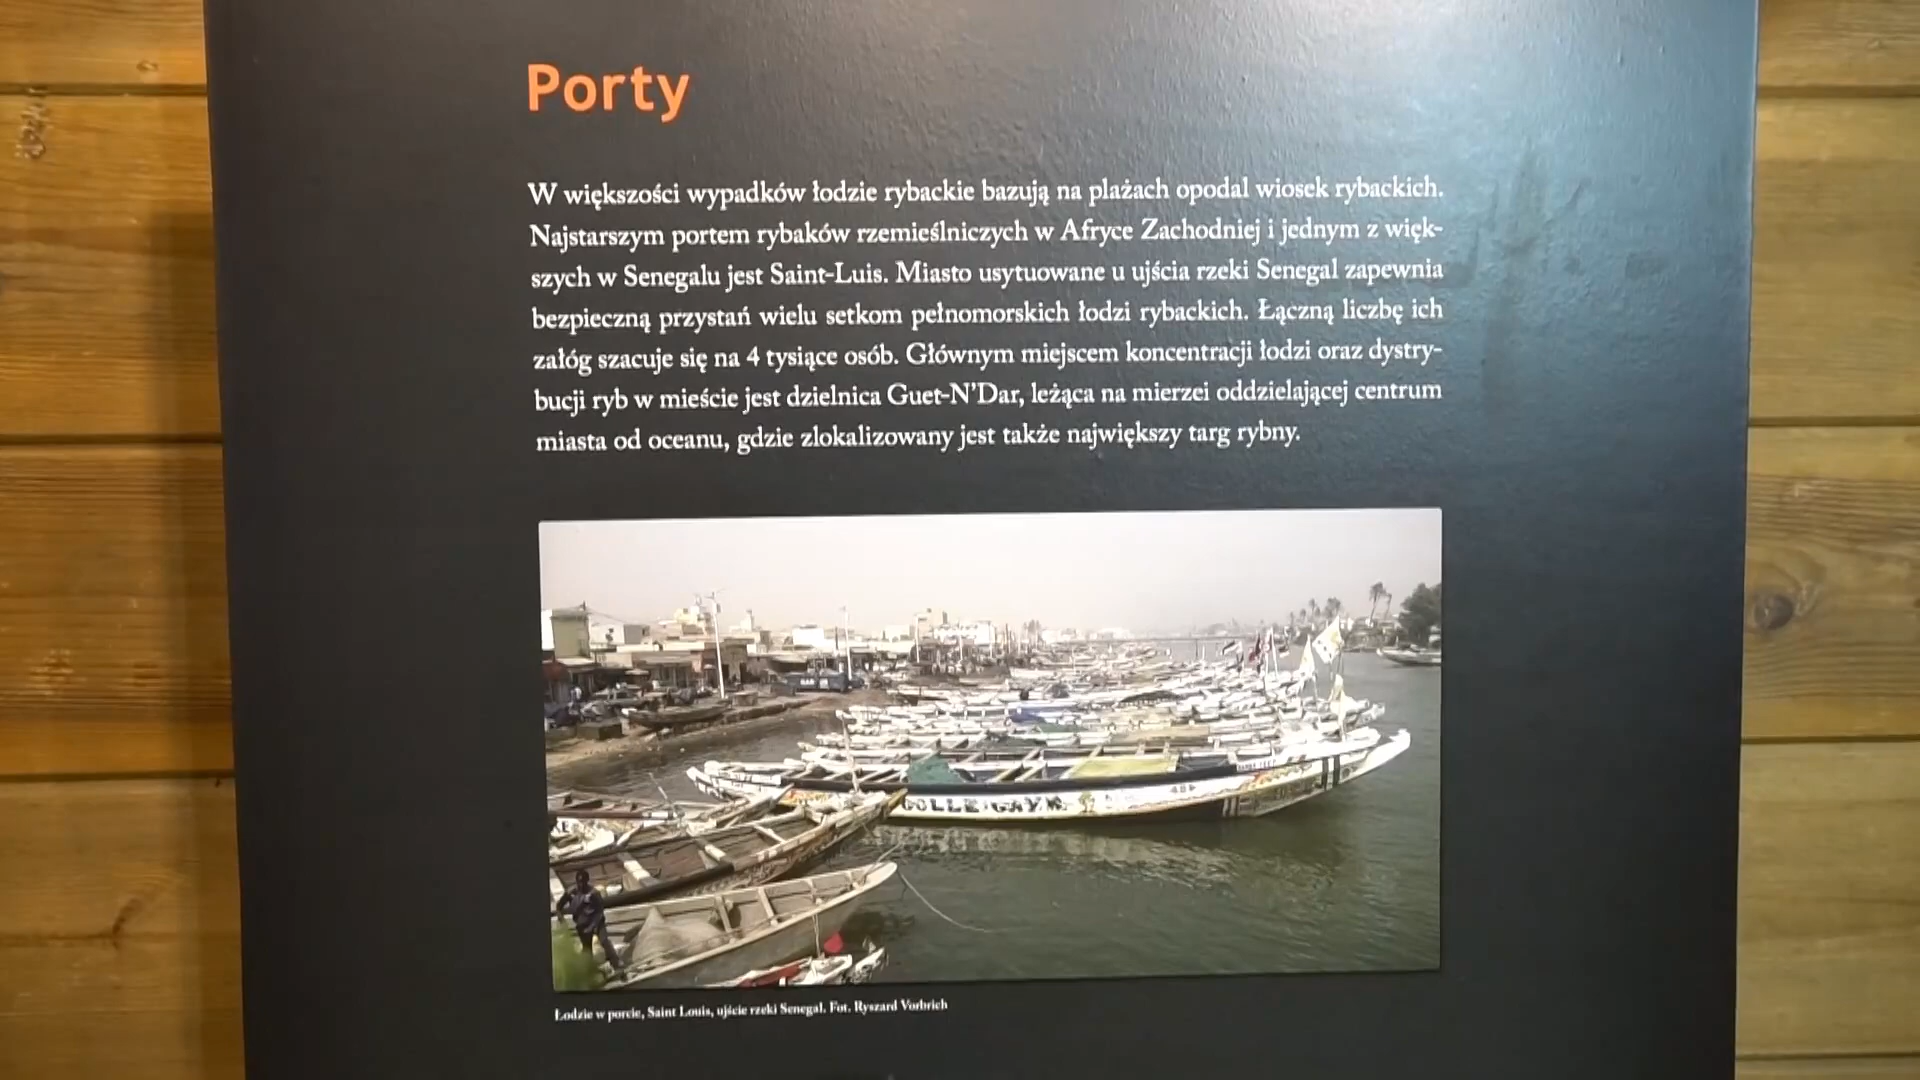 Porty
W większości wypadków łodzie rybackie bazują na plażach opodal wiosek rybackich.
Najstarszym portem rybaków rzemieślniczych w Afryce Zachodniej i jednym z więk-
szych w Senegalu jest Saint-Luis. Miasto usytuowane u ujścia rzeki Senegal zapewnia
bezpieczną przystań wielu setkom pełnomorskich łodzi rybackich. Łączną liczbę ich
załóg szacuje się na 4 tysiące osób. Głównym miejscem koncentracji łodzi oraz dystry-
bucji ryb w mieście jest dzielnica Guet-N'Dar, leżąca na mierzei oddzielającej centrum
miasta od oceanu, gdzie zlokalizowany jest także największy targ rybny.
Łodzie w porcie, Saint Louis, ujście rzeki Senegal. Fot. Ryszard Vorbrich